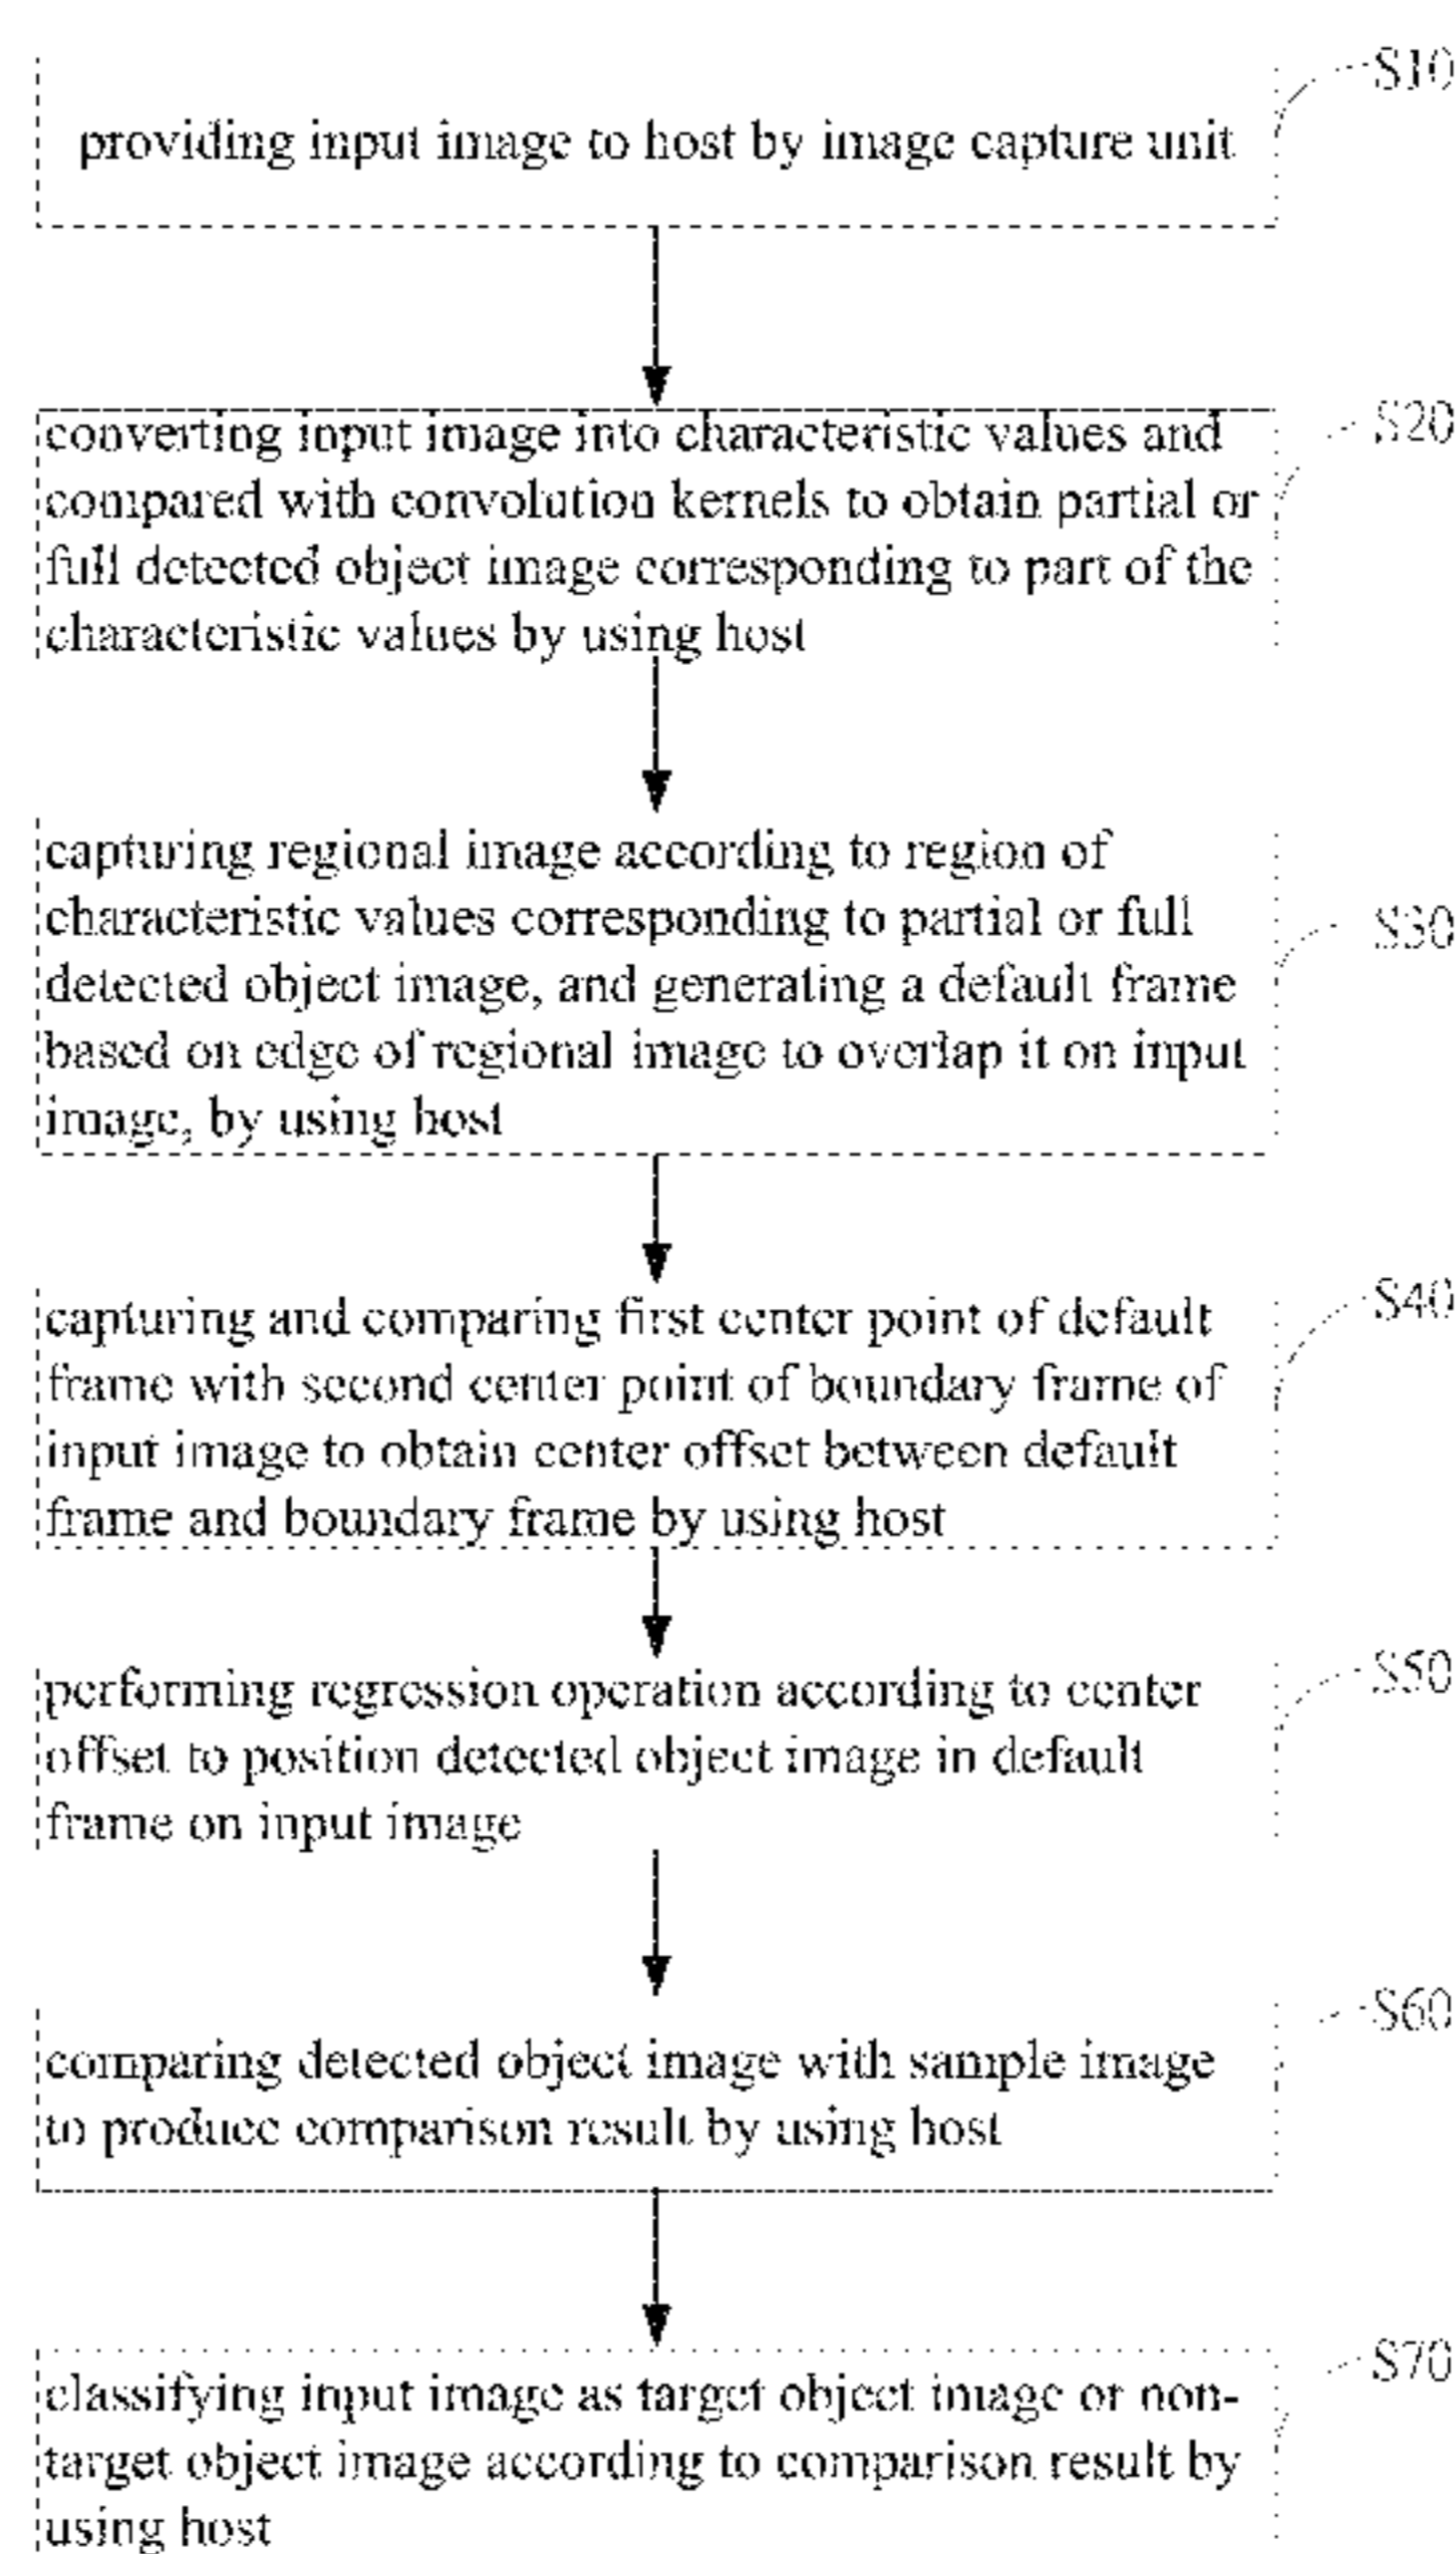 S10
providing input image to host by image capture unit
S20
converting input image into characteristic values and
compared with convolution kernels to obtain partial or
full detected object image corresponding to part of the
characteristic values by using host
capturing regional image according to region of
characteristic values corresponding to partial or full
S30
detected object image, and generating a default frame
based on edge of regional image to overlap it on input
image, by using host
S40
capturing and comparing first center point of default
frame with second center point of boundary frame of
input image to obtain center offset between default
frame and boundary frame by using host
S50
performing regression operation according to center
offset to position detected object image in default
frame on input image
S60
comparing detected object image with sample image
to produce comparison result by using host
S70
classifying input image as target object image or non-
target object image according to comparison result by
using host